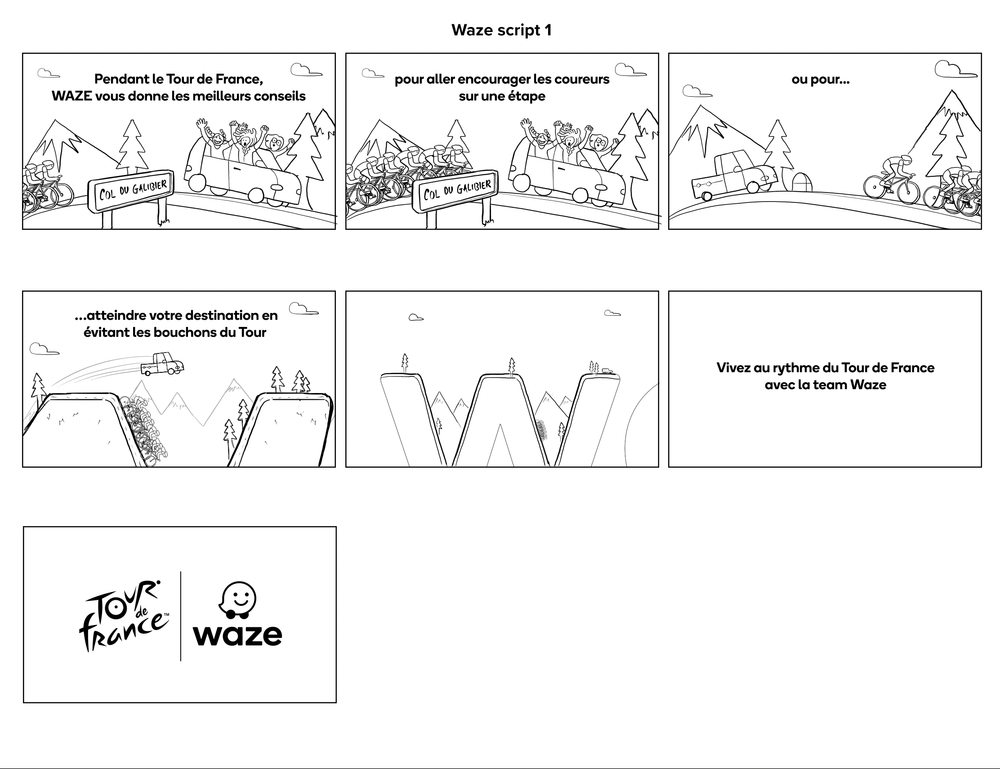 Waze script 1
Pendant le Tour de France,
WAZE vous donne les meilleurs conseils
COL DU GALIBIER
pour aller encourager les coureurs
sur une étape
COL DU GALIBIER
ou pour...
...atteindre votre destination en
évitant les bouchons du Tour
Vivez au rythme du Tour de France
avec la team Waze
TOUR
de
france™
waze